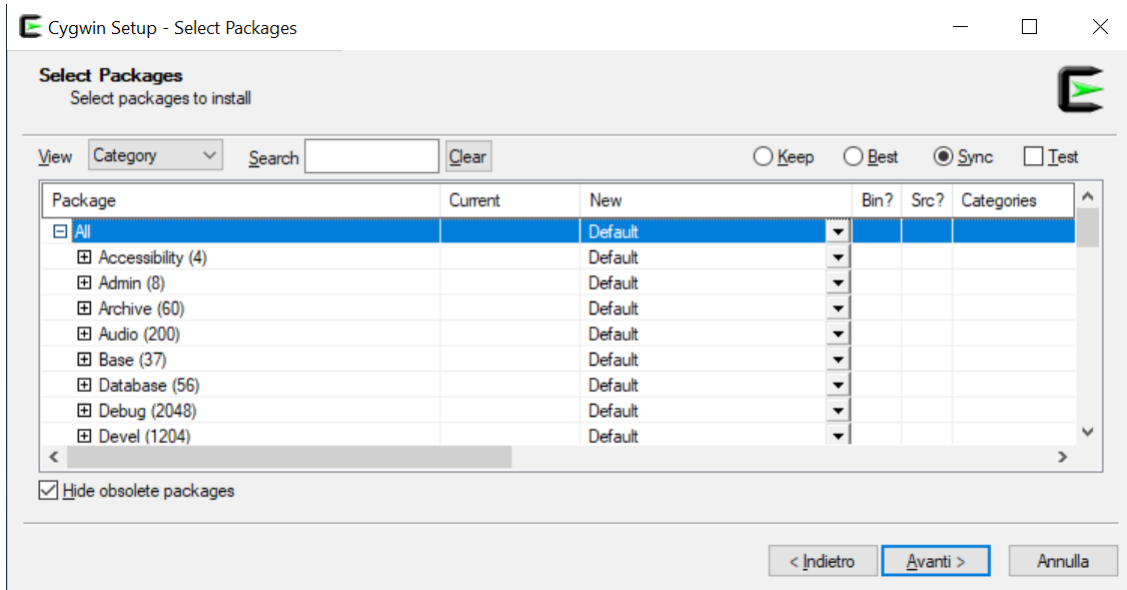 Cygwin Setup - Select Packages
Select Packages
Select packages to install
View Category Search Clear Keep Best Sync Test
Package Current New Bin? Src? Categories
All Default
Accessibility (4) Default
Admin (8) Default
Archive (60) Default
Audio (200) Default
Base (37) Default
Database (56) Default
Debug (2048) Default
Devel (1204) Default
Hide obsolete packages
< Indietro Avanti > Annulla